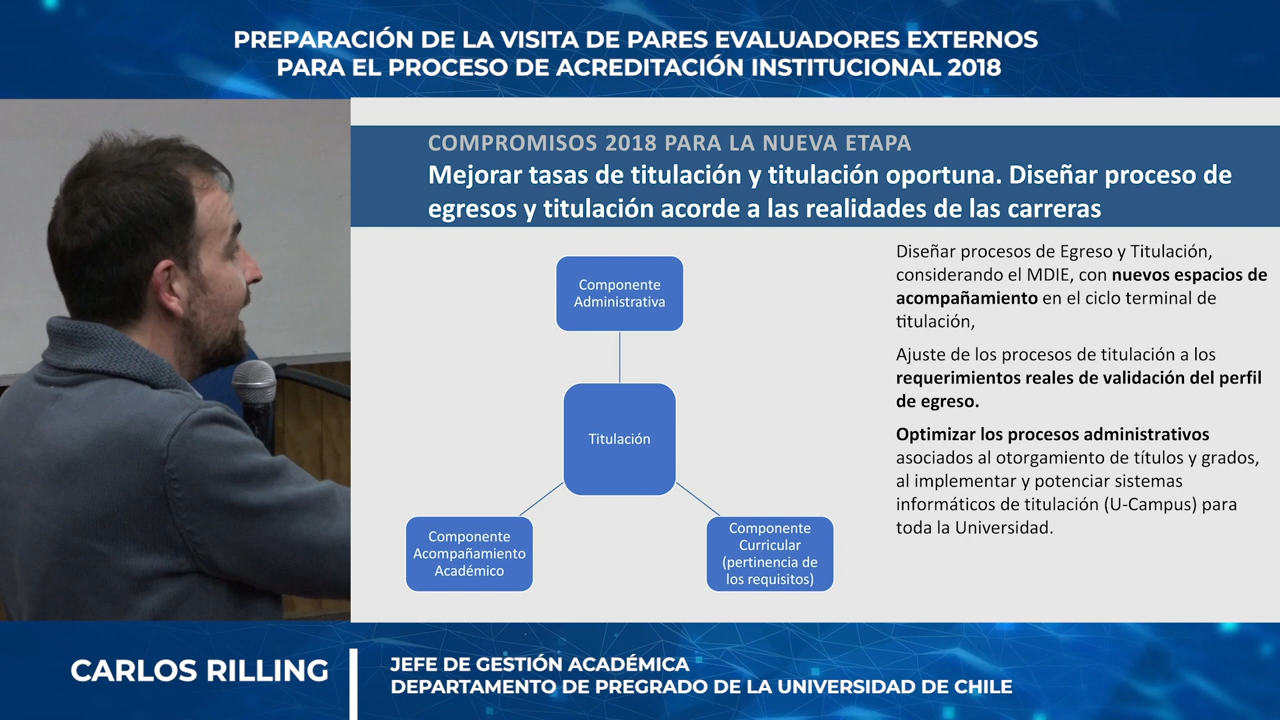 PREPARACIÓN DE LA VISITA DE PARES EVALUADORES EXTERNOS
PARA EL PROCESO DE ACREDITACIÓN INSTITUCIONAL 2018
COMPROMISOS 2018 PARA LA NUEVA ETAPA
Mejorar tasas de titulación y titulación oportuna. Diseñar proceso de
egresos y titulación acorde a las realidades de las carreras
Componente
Administrativa
Titulación
Componente
Acompañamiento
Académico
Componente
Curricular
(pertinencia de
los requisitos)
Diseñar procesos de Egreso y Titulación,
considerando el MDIE, con nuevos espacios de
acompañamiento en el ciclo terminal de
titulación,
Ajuste de los procesos de titulación a los
requerimientos reales de validación del perfil
de egreso.
Optimizar los procesos administrativos
asociados al otorgamiento de títulos y grados,
al implementar y potenciar sistemas
informáticos de titulación (U-Campus) para
toda la Universidad.
CARLOS RILLING
JEFE DE GESTIÓN ACADÉMICA
DEPARTAMENTO DE PREGRADO DE LA UNIVERSIDAD DE CHILE